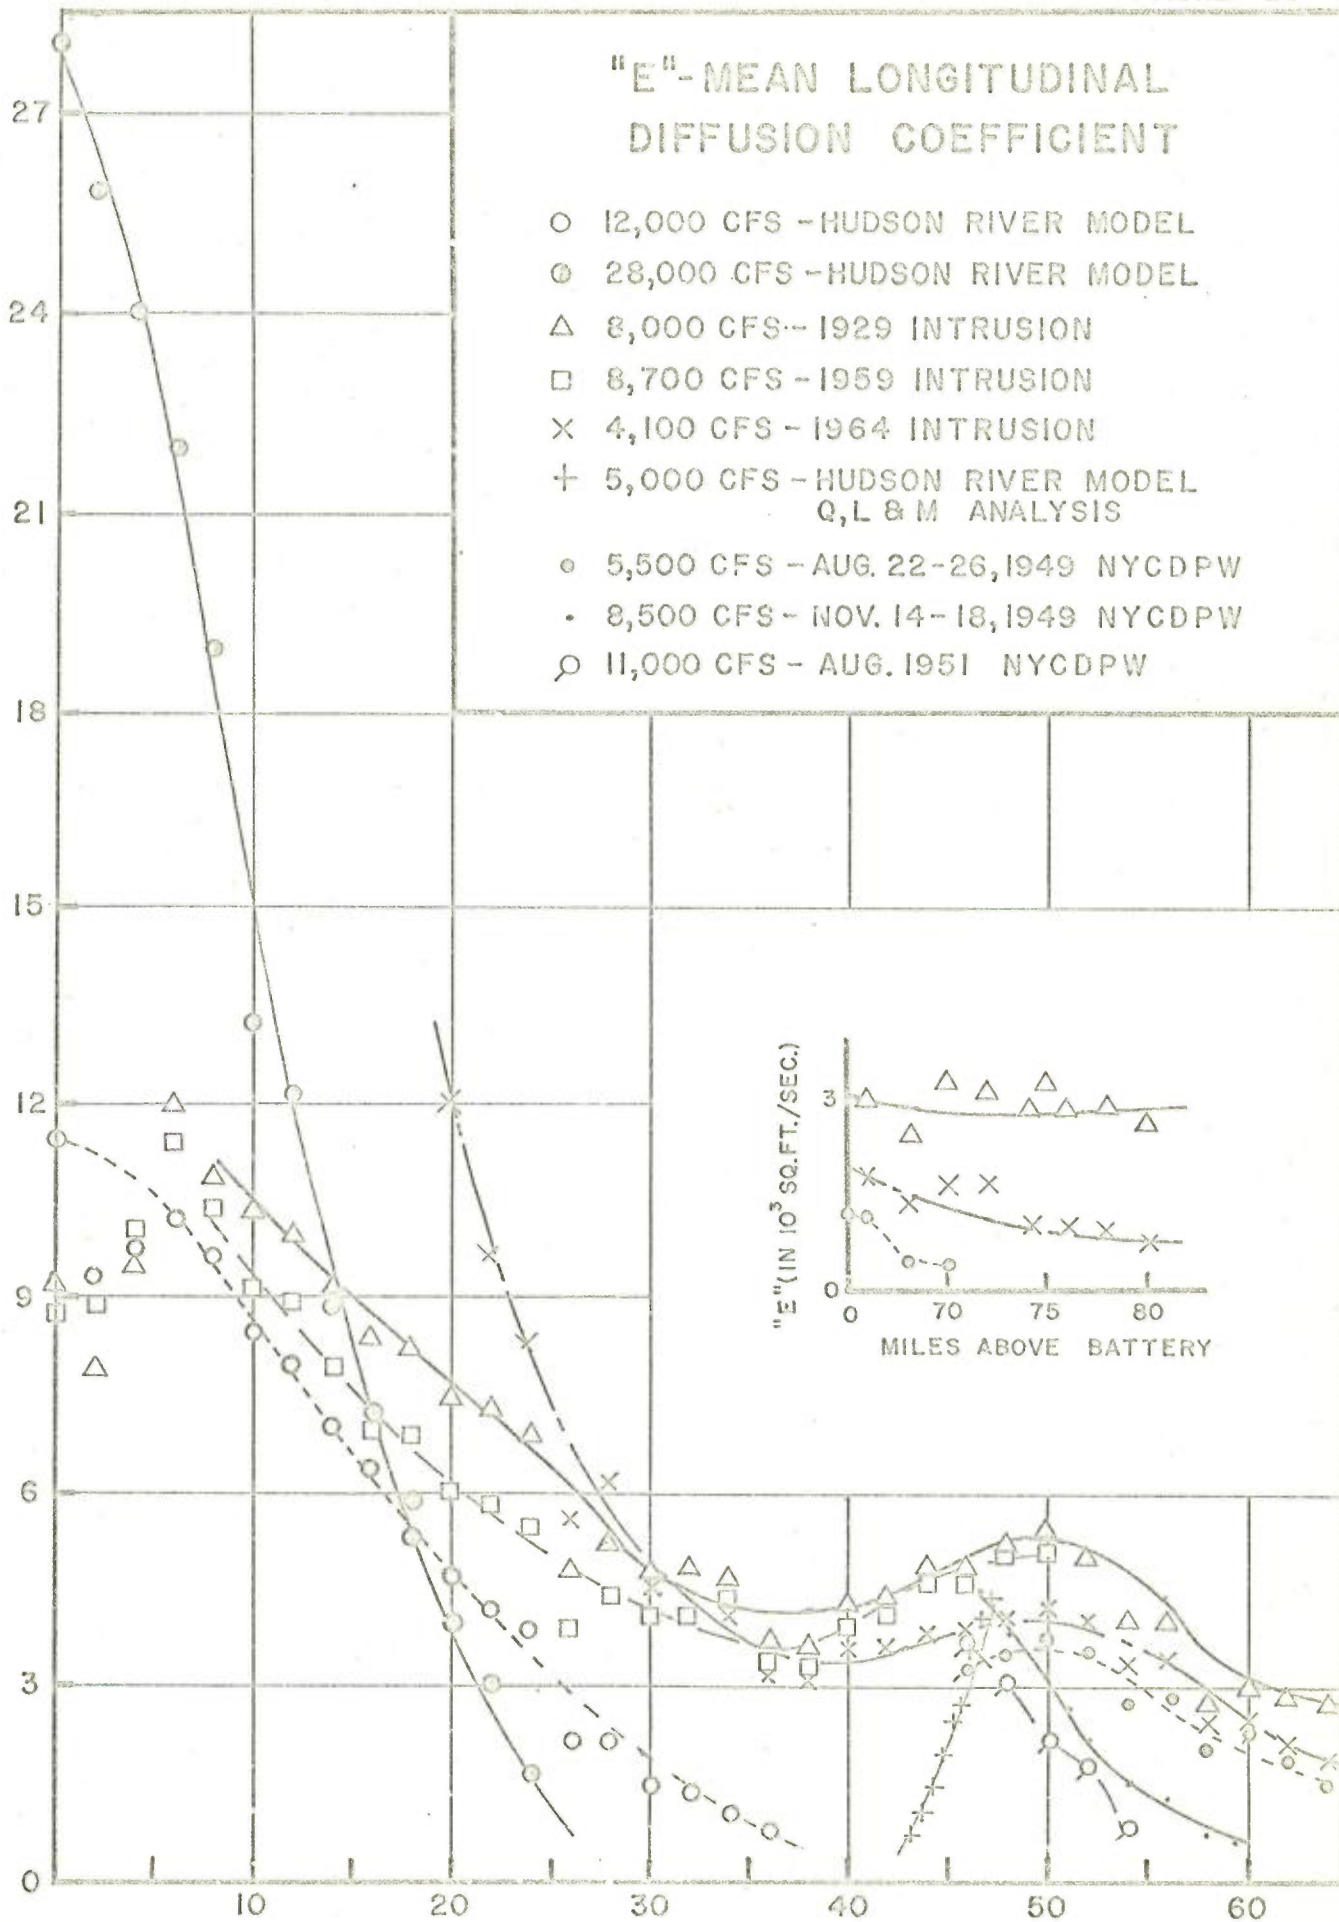 "E"-MEAN LONGITUDINAL
DIFFUSION COEFFICIENT
12,000 CFS - HUDSON RIVER MODEL
28,000 CFS - HUDSON RIVER MODEL
8,000 CFS - 1929 INTRUSION
8,700 CFS - 1959 INTRUSION
4,100 CFS - 1964 INTRUSION
5,000 CFS - HUDSON RIVER MODEL
Q, L & M ANALYSIS
5,500 CFS - AUG. 22-26, 1949 NYCDPW
8,500 CFS - NOV. 14-18, 1949 NYCDPW
11,000 CFS - AUG. 1951 NYCDPW
27
24
21
18
15
12
9
6
3
0
10
20
30
40
50
60
"E" (IN 10³ SQ.FT./SEC.)
3
0
0
70
75
80
MILES ABOVE BATTERY